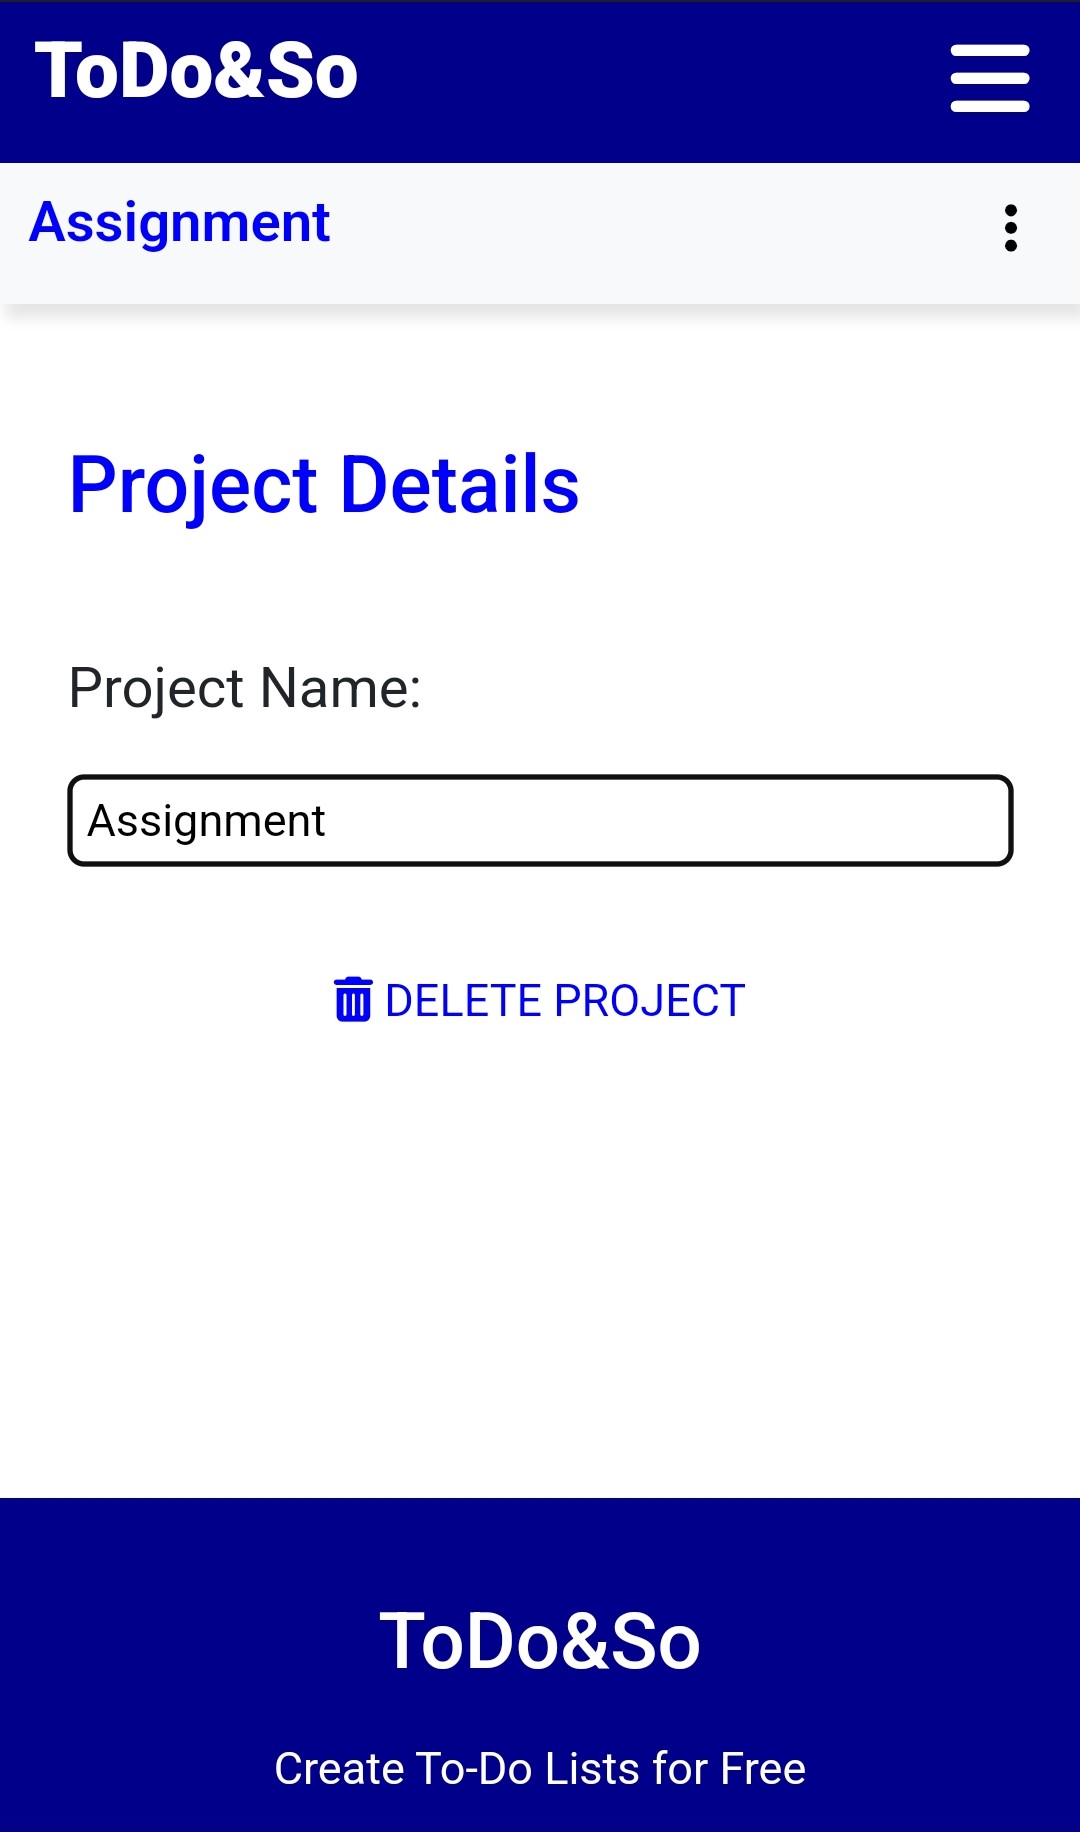 ToDo&So
Assignment
Project Details
Project Name:
Assignment
DELETE PROJECT
ToDo&So
Create To-Do Lists for Free